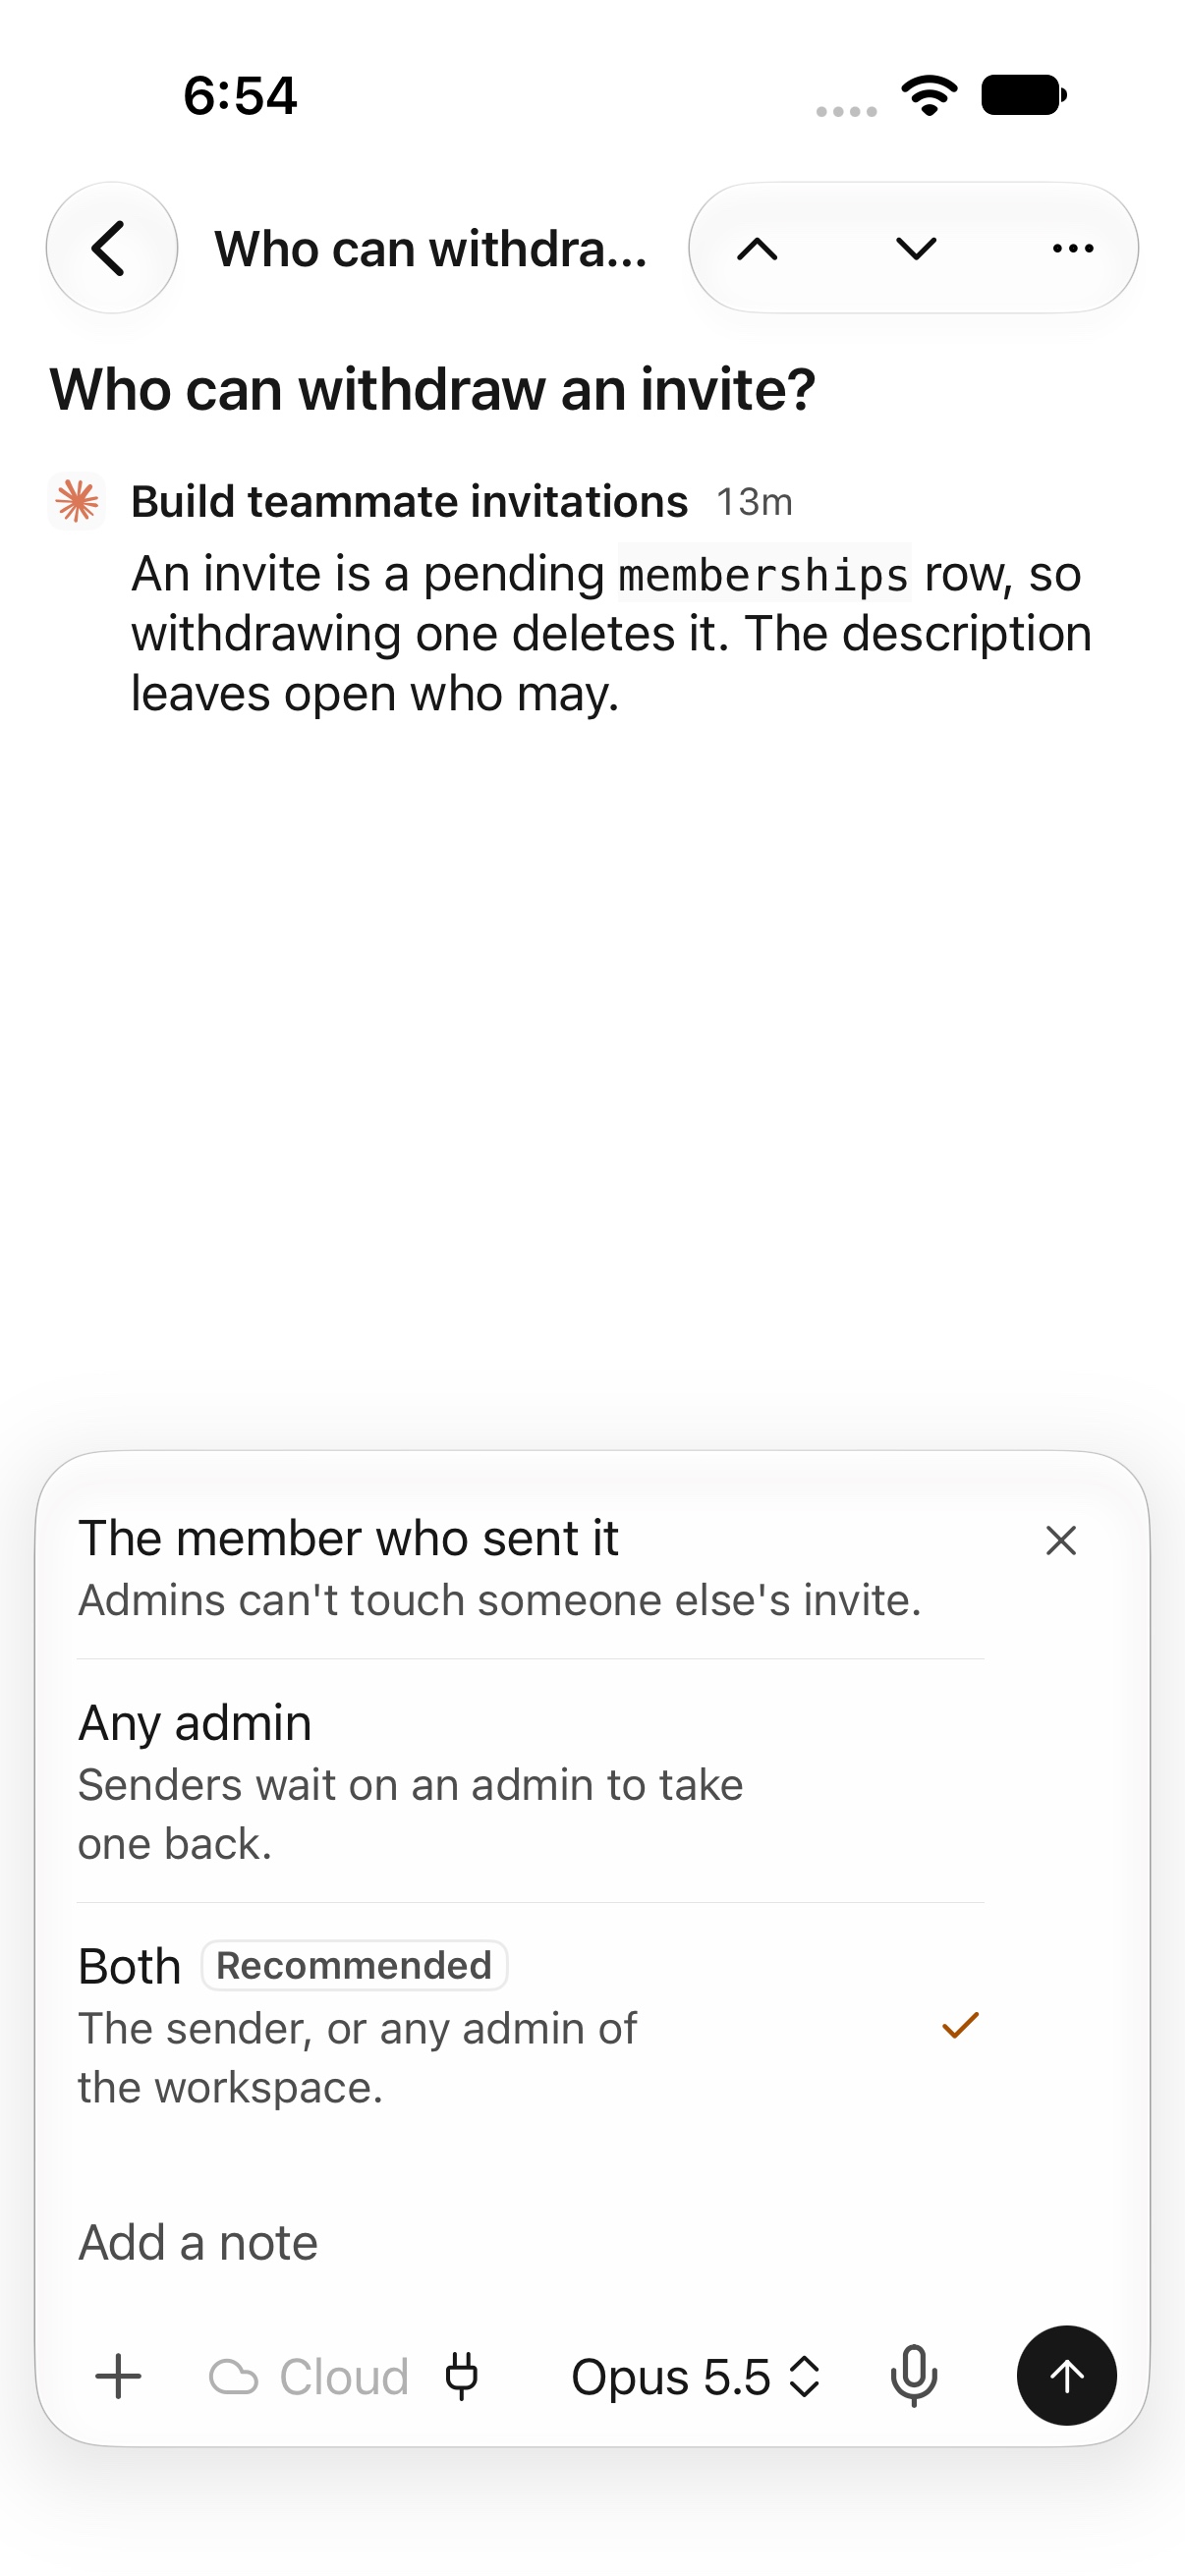 6:54
Who can withdra...
Who can withdraw an invite?
Build teammate invitations 13m
An invite is a pending memberships row, so
withdrawing one deletes it. The description
leaves open who may.
The member who sent it
Admins can't touch someone else's invite.
Any admin
Senders wait on an admin to take
one back.
Both Recommended
The sender, or any admin of
the workspace.
Add a note
Cloud Opus 5.5